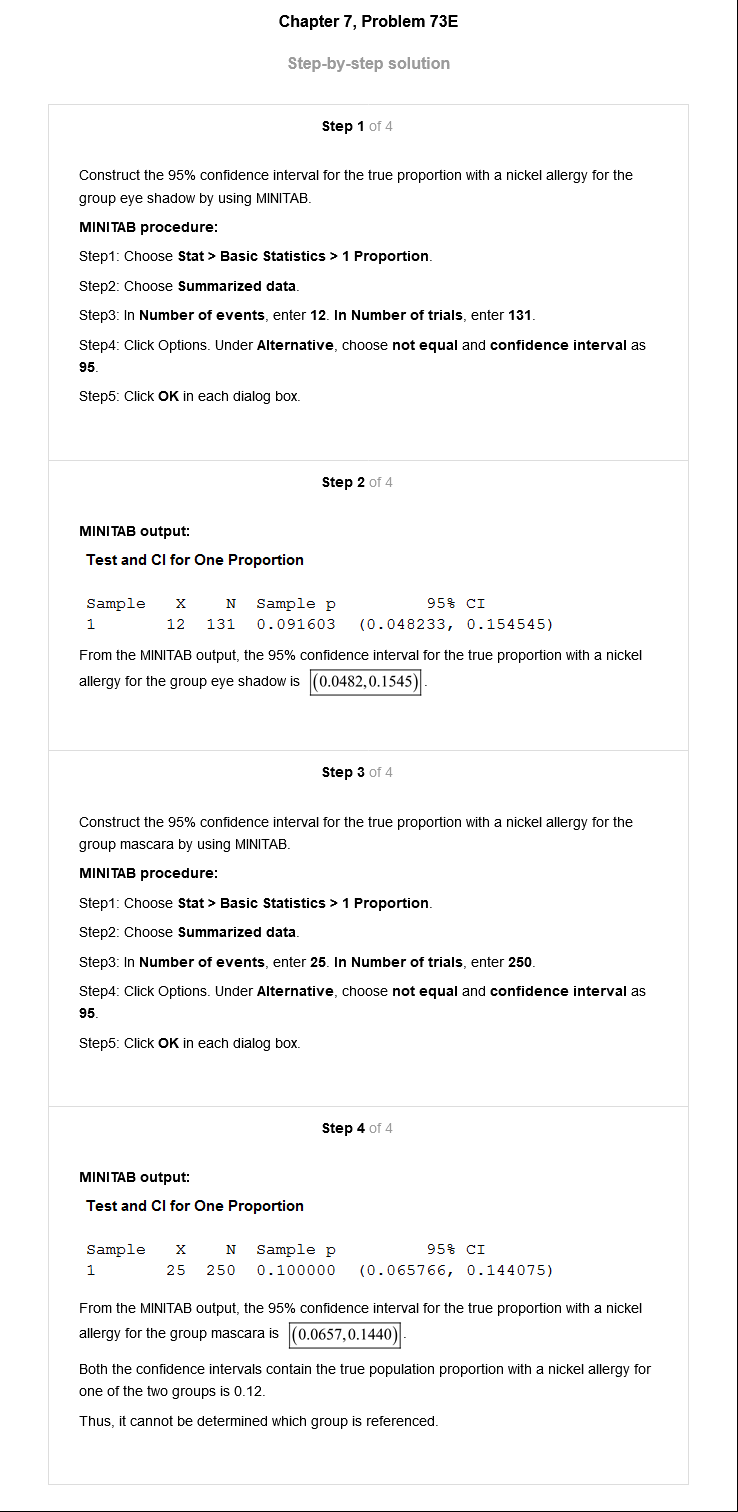 Chapter 7, Problem 73E
Step-by-step solution
Step 1 of 4
Construct the 95% confidence interval for the true proportion with a nickel allergy for the
group eye shadow by using MINITAB.
MINITAB procedure:
Step1: Choose Stat > Basic Statistics > 1 Proportion.
Step2: Choose Summarized data.
Step3: In Number of events, enter 12. In Number of trials, enter 131.
Step4: Click Options. Under Alternative, choose not equal and confidence interval as
95.
Step5: Click OK in each dialog box.
Step 2 of 4
MINITAB output:
Test and CI for One Proportion
Sample X N Sample p 95% CI
1 12 131 0.091603 (0.048233, 0.154545)
From the MINITAB output, the 95% confidence interval for the true proportion with a nickel
allergy for the group eye shadow is (0.0482,0.1545).
Step 3 of 4
Construct the 95% confidence interval for the true proportion with a nickel allergy for the
group mascara by using MINITAB.
MINITAB procedure:
Step1: Choose Stat > Basic Statistics > 1 Proportion.
Step2: Choose Summarized data.
Step3: In Number of events, enter 25. In Number of trials, enter 250.
Step4: Click Options. Under Alternative, choose not equal and confidence interval as
95.
Step5: Click OK in each dialog box.
Step 4 of 4
MINITAB output:
Test and CI for One Proportion
Sample X N Sample p 95% CI
1 25 250 0.100000 (0.065766, 0.144075)
From the MINITAB output, the 95% confidence interval for the true proportion with a nickel
allergy for the group mascara is (0.0657,0.1440).
Both the confidence intervals contain the true population proportion with a nickel allergy for
one of the two groups is 0.12.
Thus, it cannot be determined which group is referenced.